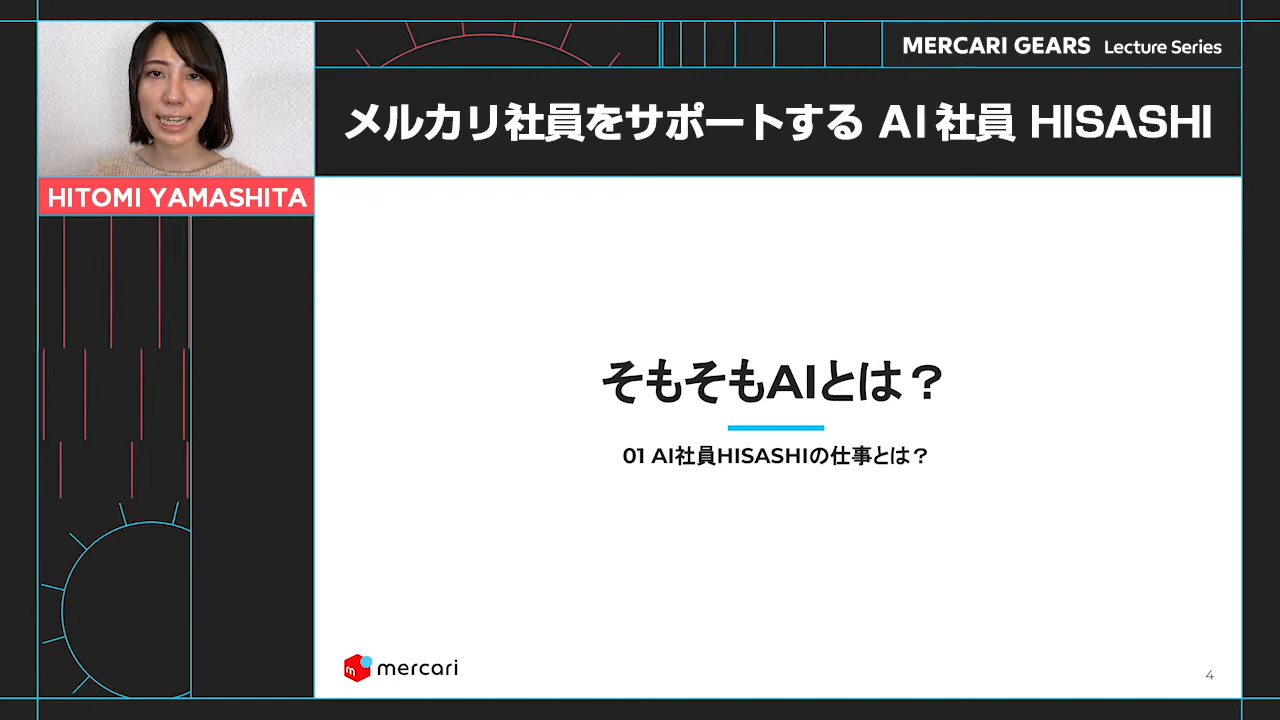 MERCARI GEARS Lecture Series
メルカリ社員をサポートする AI 社員 HISASHI
HITOMI YAMASHITA
そもそもAIとは？
01 AI社員HISASHIの仕事とは？
m mercari
4